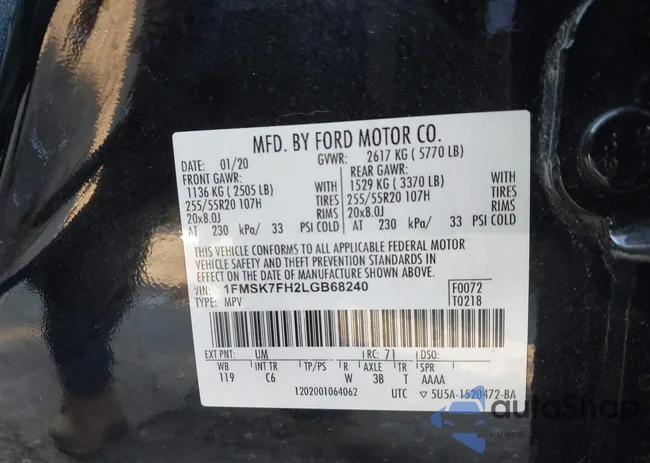 MFD. BY FORD MOTOR CO.
DATE: 01/20 GVWR: 2617 KG ( 5770 LB)
FRONT GAWR: REAR GAWR:
1136 KG ( 2505 LB) WITH 1529 KG ( 3370 LB) WITH
255/55R20 107H TIRES 255/55R20 107H TIRES
20x8.0J RIMS 20x8.0J RIMS
AT 230 kPa/ 33 PSI COLD AT 230 kPa/ 33 PSI COLD
THIS VEHICLE CONFORMS TO ALL APPLICABLE FEDERAL MOTOR
VEHICLE SAFETY AND THEFT PREVENTION STANDARDS IN
EFFECT ON THE DATE OF MANUFACTURE SHOWN ABOVE.
VIN: 1FMSK7FH2LGB68240 F0072
TYPE: MPV T0218
EXT PNT: UM RC: 71 DSO:
WB INT TR TP/PS R AXLE TR SPR
119 C6 W 3B T AAAA
1202001064062 UTC ▽ 5U5A-1520472-BA
autoShop